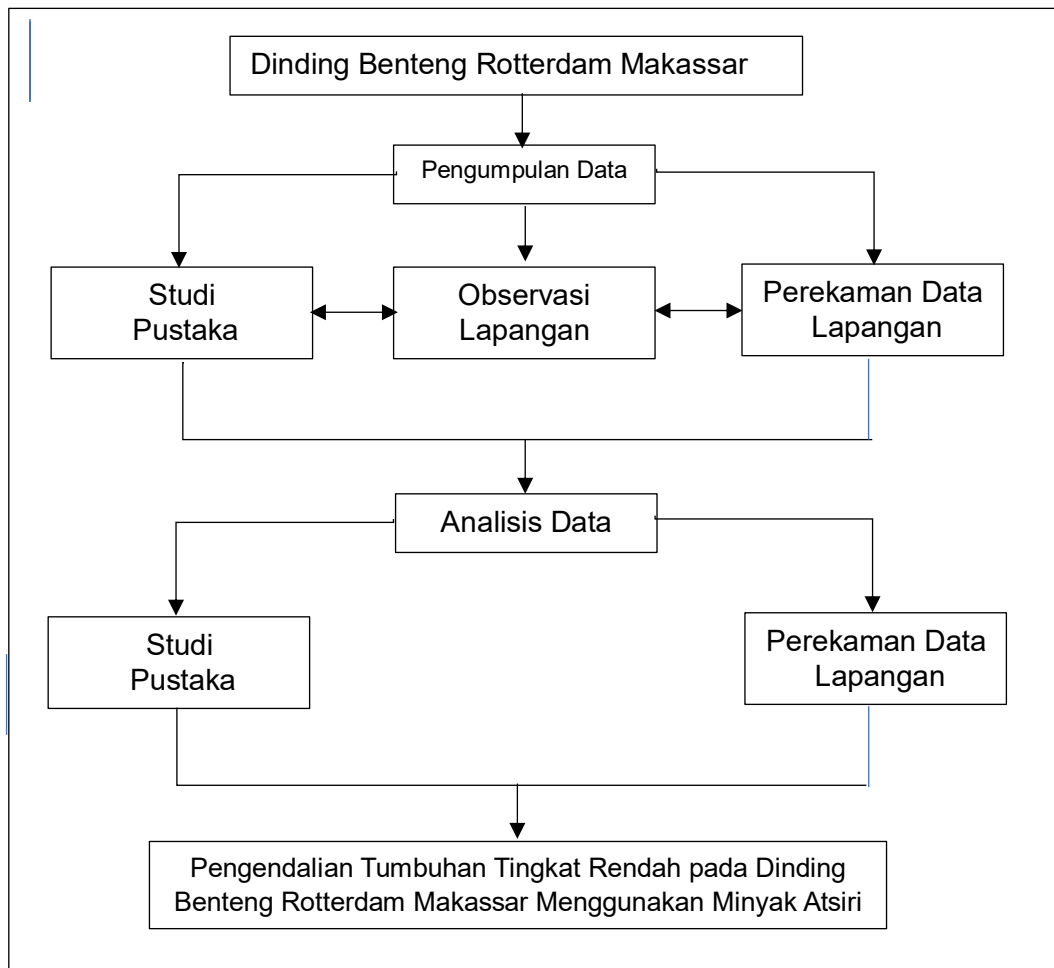 Dinding Benteng Rotterdam Makassar
Pengumpulan Data
Studi
Pustaka
Observasi
Lapangan
Perekaman Data
Lapangan
Analisis Data
Studi
Pustaka
Perekaman Data
Lapangan
Pengendalian Tumbuhan Tingkat Rendah pada Dinding
Benteng Rotterdam Makassar Menggunakan Minyak Atsiri